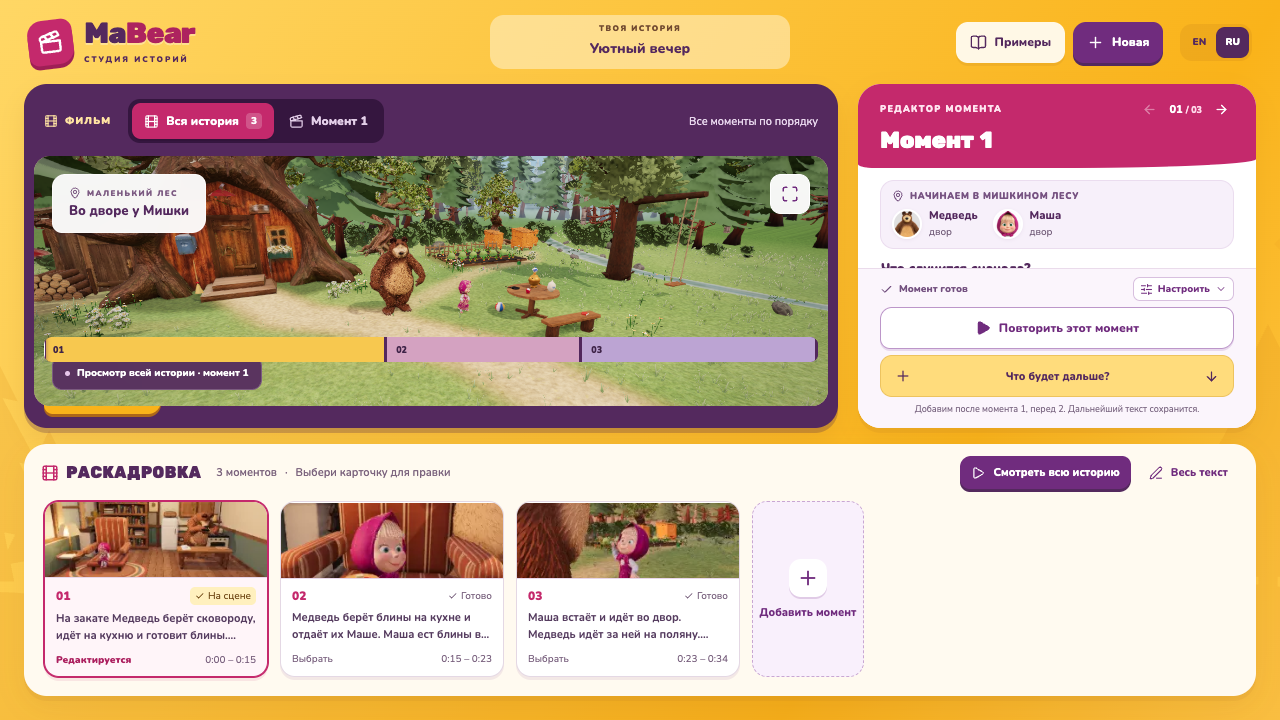 MaBear
СТУДИЯ ИСТОРИЙ
ТВОЯ ИСТОРИЯ
Уютный вечер
Примеры
Новая
EN
RU
ФИЛЬМ
Вся история 3
Момент 1
Все моменты по порядку
МАЛЕНЬКИЙ ЛЕС
Во дворе у Мишки
01
02
03
Просмотр всей истории · момент 1
РЕДАКТОР МОМЕНТА
01 / 03
Момент 1
НАЧИНАЕМ В МИШКИНОМ ЛЕСУ
Медведь
двор
Маша
двор
Что случится сначала?
Момент готов
Настроить
Повторить этот момент
Что будет дальше?
Добавим после момента 1, перед 2. Дальнейший текст сохранится.
РАСКАДРОВКА
3 моментов · Выбери карточку для правки
Смотреть всю историю
Весь текст
01
На сцене
На закате Медведь берёт сковороду,
идёт на кухню и готовит блины....
Редактируется
0:00 – 0:15
02
Готово
Медведь берёт блины на кухне и
отдаёт их Маше. Маша ест блины в...
Выбрать
0:15 – 0:23
03
Готово
Маша встаёт и идёт во двор.
Медведь идёт за ней на поляну....
Выбрать
0:23 – 0:34
Добавить момент